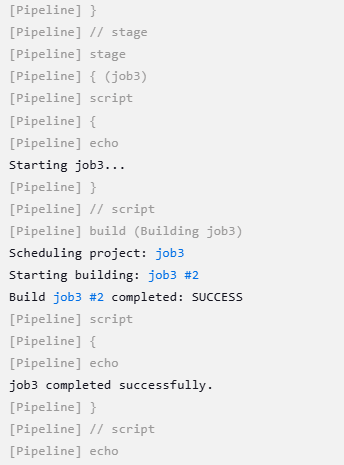 [Pipeline] }
[Pipeline] // stage
[Pipeline] stage
[Pipeline] { (job3)
[Pipeline] script
[Pipeline] {
[Pipeline] echo
Starting job3...
[Pipeline] }
[Pipeline] // script
[Pipeline] build (Building job3)
Scheduling project: job3
Starting building: job3 #2
Build job3 #2 completed: SUCCESS
[Pipeline] script
[Pipeline] {
[Pipeline] echo
job3 completed successfully.
[Pipeline] }
[Pipeline] // script
[Pipeline] echo